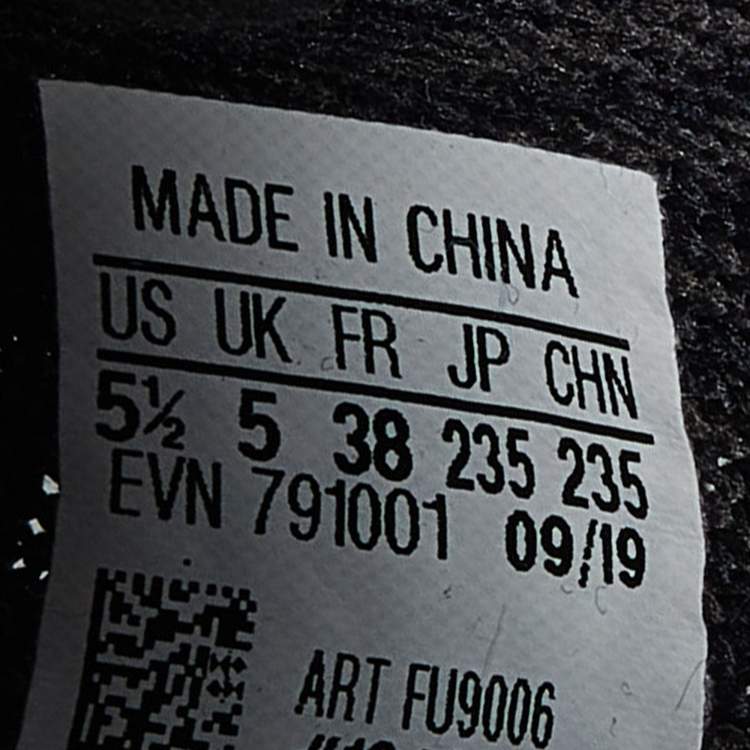 MADE IN CHINA
US UK FR JP CHN
5½ 5 38 235 235
EVN 791001 09/19
ART FU9006